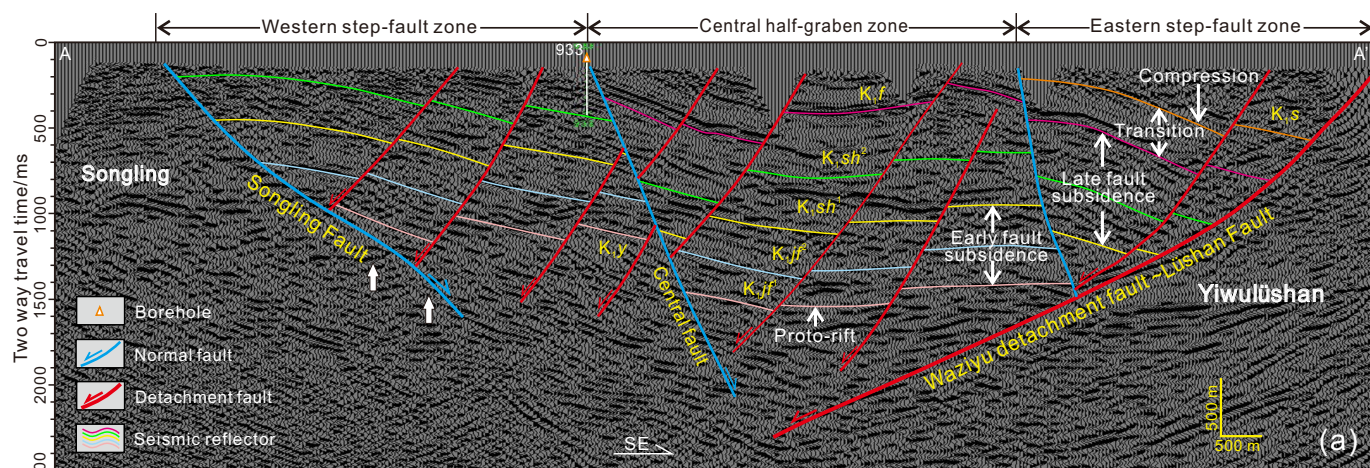 Western step-fault zone
Central half-graben zone
Eastern step-fault zone
A
933
A'
0
500
1000
1500
2000
Two way travel time/ms
Compression
K₁f
K₁s
Transition
Songling
K₁sh²
Late fault
subsidence
K₁sh¹
Songling Fault
K₁y
K₁jf²
Early fault
subsidence
K₁jf¹
Yiwulüshan
Central fault
Proto-rift
Waziyu detachment fault ~Lüshan Fault
Borehole
Normal fault
Detachment fault
Seismic reflector
500 m
500 m
SE
(a)